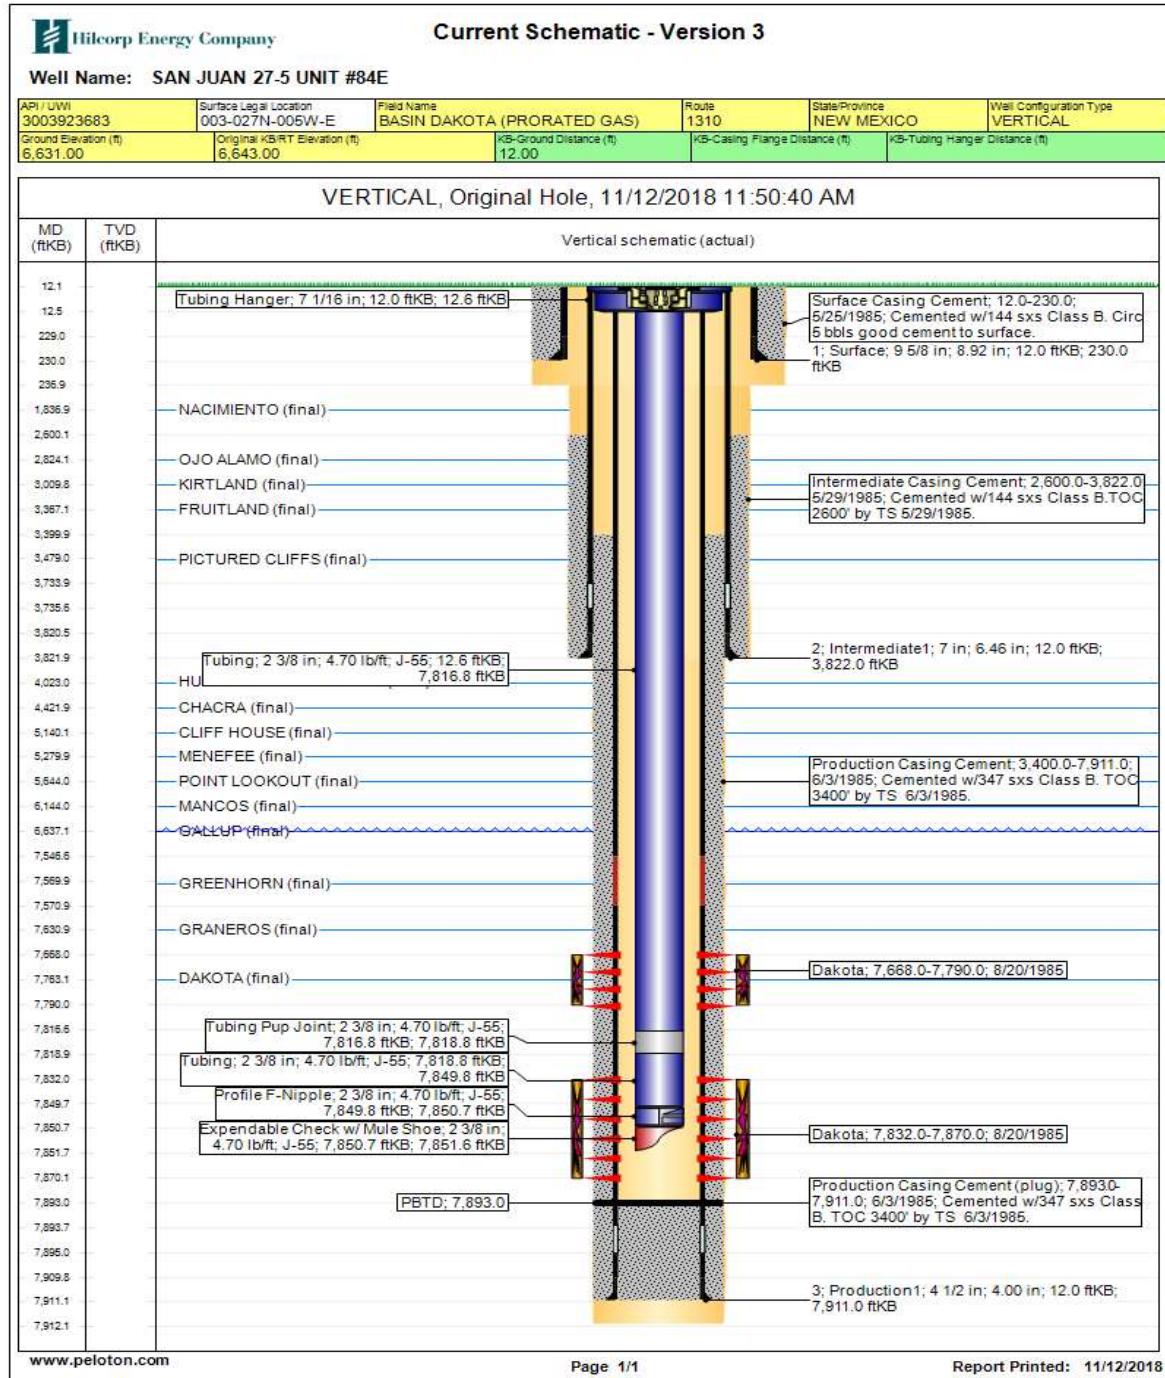 Hilcorp Energy Company
Current Schematic - Version 3
Well Name: SAN JUAN 27-5 UNIT #84E
API / UWI
3003923683
Surface Legal Location
003-027N-005W-E
Field Name
BASIN DAKOTA (PRORATED GAS)
Route
1310
State/Province
NEW MEXICO
Well Configuration Type
VERTICAL
Ground Elevation (ft)
6,631.00
Original KB/RT Elevation (ft)
6,643.00
KB-Ground Distance (ft)
12.00
KB-Casing Flange Distance (ft)
KB-Tubing Hanger Distance (ft)
VERTICAL, Original Hole, 11/12/2018 11:50:40 AM
MD
(ftKB)
TVD
(ftKB)
Vertical schematic (actual)
12.1
12.5
229.0
230.0
236.9
1,836.9
2,600.1
2,824.1
3,009.8
3,367.1
3,399.9
3,479.0
3,733.9
3,735.6
3,820.5
3,821.9
4,023.0
4,421.9
5,140.1
5,279.9
5,644.0
6,144.0
6,637.1
7,546.6
7,569.9
7,570.9
7,630.9
7,668.0
7,763.1
7,790.0
7,816.6
7,818.9
7,832.0
7,849.7
7,850.7
7,851.7
7,870.1
7,893.0
7,893.7
7,895.0
7,909.8
7,911.1
7,912.1
Tubing Hanger; 7 1/16 in; 12.0 ftKB; 12.6 ftKB
NACIMIENTO (final)
OJO ALAMO (final)
KIRTLAND (final)
FRUITLAND (final)
PICTURED CLIFFS (final)
Tubing; 2 3/8 in; 4.70 lb/ft; J-55; 12.6 ftKB;
7,816.8 ftKB
HU
CHACRA (final)
CLIFF HOUSE (final)
MENEFEE (final)
POINT LOOKOUT (final)
MANCOS (final)
GALLUP (final)
GREENHORN (final)
GRANEROS (final)
DAKOTA (final)
Tubing Pup Joint; 2 3/8 in; 4.70 lb/ft; J-55;
7,816.8 ftKB; 7,818.8 ftKB
Tubing; 2 3/8 in; 4.70 lb/ft; J-55; 7,818.8 ftKB;
7,849.8 ftKB
Profile F-Nipple; 2 3/8 in; 4.70 lb/ft; J-55;
7,849.8 ftKB; 7,850.7 ftKB
Expendable Check w/ Mule Shoe; 2 3/8 in;
4.70 lb/ft; J-55; 7,850.7 ftKB; 7,851.6 ftKB
PBTD; 7,893.0
Surface Casing Cement; 12.0-230.0;
5/25/1985; Cemented w/144 sxs Class B. Circ
5 bbls good cement to surface.
1; Surface; 9 5/8 in; 8.92 in; 12.0 ftKB; 230.0
ftKB
Intermediate Casing Cement; 2,600.0-3,822.0
5/29/1985; Cemented w/144 sxs Class B.TOC
2600' by TS 5/29/1985.
2; Intermediate1; 7 in; 6.46 in; 12.0 ftKB;
3,822.0 ftKB
Production Casing Cement; 3,400.0-7,911.0;
6/3/1985; Cemented w/347 sxs Class B. TOC
3400' by TS 6/3/1985.
Dakota; 7,668.0-7,790.0; 8/20/1985
Dakota; 7,832.0-7,870.0; 8/20/1985
Production Casing Cement (plug); 7,893.0-
7,911.0; 6/3/1985; Cemented w/347 sxs Class
B. TOC 3400' by TS 6/3/1985.
3; Production1; 4 1/2 in; 4.00 in; 12.0 ftKB;
7,911.0 ftKB
www.peloton.com
Page 1/1
Report Printed: 11/12/2018